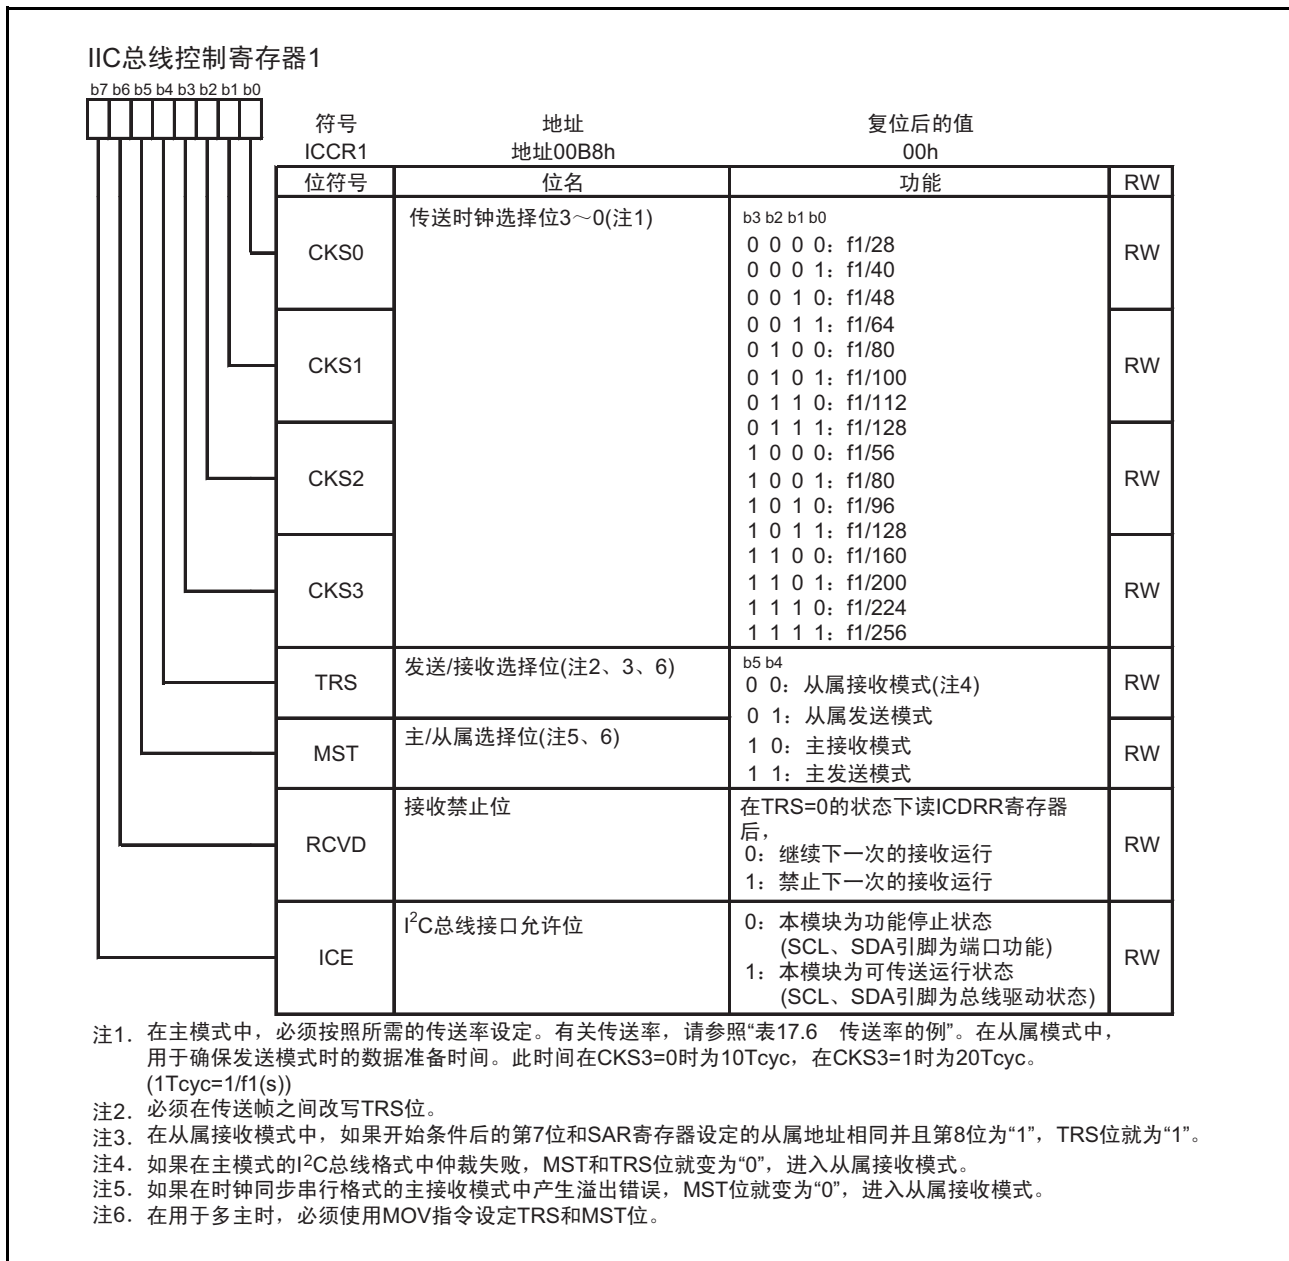 IIC总线控制寄存器1
b7 b6 b5 b4 b3 b2 b1 b0
符号 地址 复位后的值
ICCR1 地址00B8h 00h
位符号 位名 功能 RW
CKS0 传送时钟选择位3～0(注1) b3 b2 b1 b0
0 0 0 0：f1/28
0 0 0 1：f1/40
0 0 1 0：f1/48
RW
CKS1
0 0 1 1：f1/64
0 1 0 0：f1/80
0 1 0 1：f1/100
0 1 1 0：f1/112
RW
0 1 1 1：f1/128
CKS2
1 0 0 0：f1/56
1 0 0 1：f1/80
1 0 1 0：f1/96
RW
1 0 1 1：f1/128
CKS3
1 1 0 0：f1/160
1 1 0 1：f1/200
1 1 1 0：f1/224
1 1 1 1：f1/256
RW
TRS 发送/接收选择位(注2、3、6) b5 b4
0 0：从属接收模式(注4)
RW
0 1：从属发送模式
MST 主/从属选择位(注5、6) 1 0：主接收模式
1 1：主发送模式
RW
RCVD 接收禁止位 在TRS=0的状态下读ICDRR寄存器
后，
0：继续下一次的接收运行
1：禁止下一次的接收运行
RW
ICE I²C总线接口允许位 0：本模块为功能停止状态
(SCL、SDA引脚为端口功能)
1：本模块为可传送运行状态
(SCL、SDA引脚为总线驱动状态)
RW
注1. 在主模式中，必须按照所需的传送率设定。有关传送率，请参照“表17.6　传送率的例”。在从属模式中，
用于确保发送模式时的数据准备时间。此时间在CKS3=0时为10Tcyc，在CKS3=1时为20Tcyc。
(1Tcyc=1/f1(s))
注2. 必须在传送帧之间改写TRS位。
注3. 在从属接收模式中，如果开始条件后的第7位和SAR寄存器设定的从属地址相同并且第8位为“1”，TRS位就为“1”。
注4. 如果在主模式的I²C总线格式中仲裁失败，MST和TRS位就变为“0”，进入从属接收模式。
注5. 如果在时钟同步串行格式的主接收模式中产生溢出错误，MST位就变为“0”，进入从属接收模式。
注6. 在用于多主时，必须使用MOV指令设定TRS和MST位。